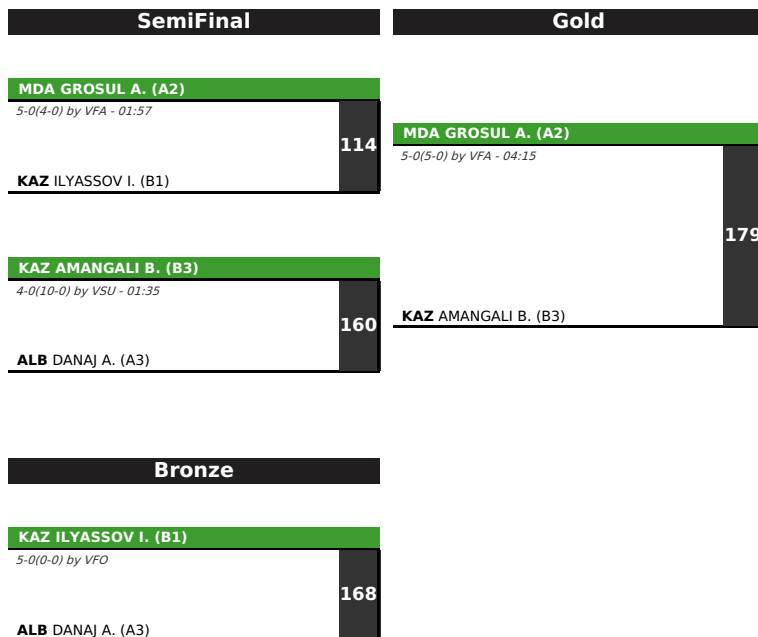 SemiFinal
MDA GROSUL A. (A2)
5-0(4-0) by VFA - 01:57
114
KAZ ILYASSOV I. (B1)
KAZ AMANGALI B. (B3)
4-0(10-0) by VSU - 01:35
160
ALB DANAJ A. (A3)
Gold
MDA GROSUL A. (A2)
5-0(5-0) by VFA - 04:15
179
KAZ AMANGALI B. (B3)
Bronze
KAZ ILYASSOV I. (B1)
5-0(0-0) by VFO
168
ALB DANAJ A. (A3)